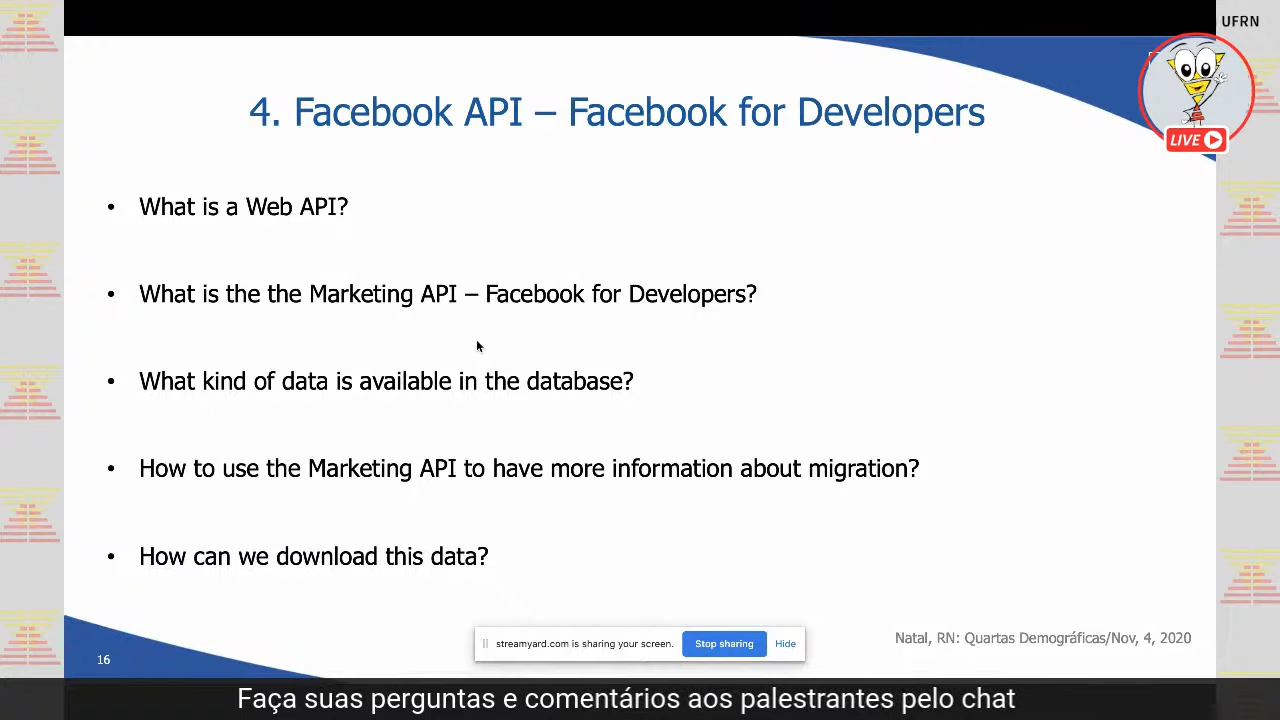 UFRN
4. Facebook API – Facebook for Developers
LIVE
• What is a Web API?
• What is the the Marketing API – Facebook for Developers?
• What kind of data is available in the database?
• How to use the Marketing API to have more information about migration?
• How can we download this data?
Natal, RN: Quartas Demográficas/Nov, 4, 2020
streamyard.com is sharing your screen. Stop sharing Hide
16
Faça suas perguntas e comentários aos palestrantes pelo chat